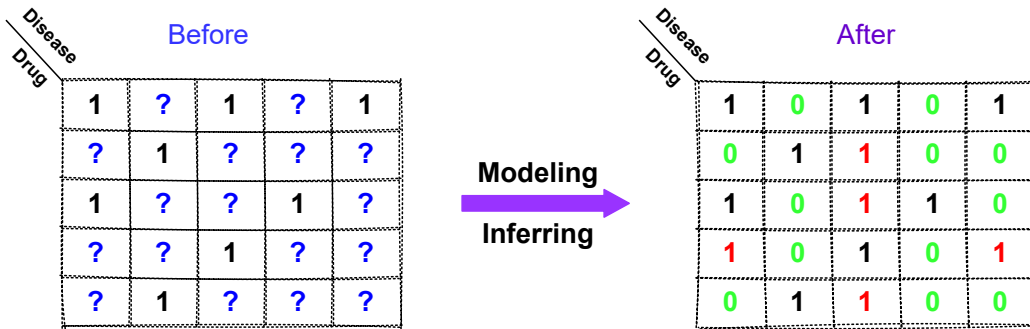 Disease
Drug
Before
1 ? 1 ? 1
? 1 ? ? ?
1 ? ? 1 ?
? ? 1 ? ?
? 1 ? ? ?
Modeling
Inferring
Disease
Drug
After
1 0 1 0 1
0 1 1 0 0
1 0 1 1 0
1 0 1 0 1
0 1 1 0 0